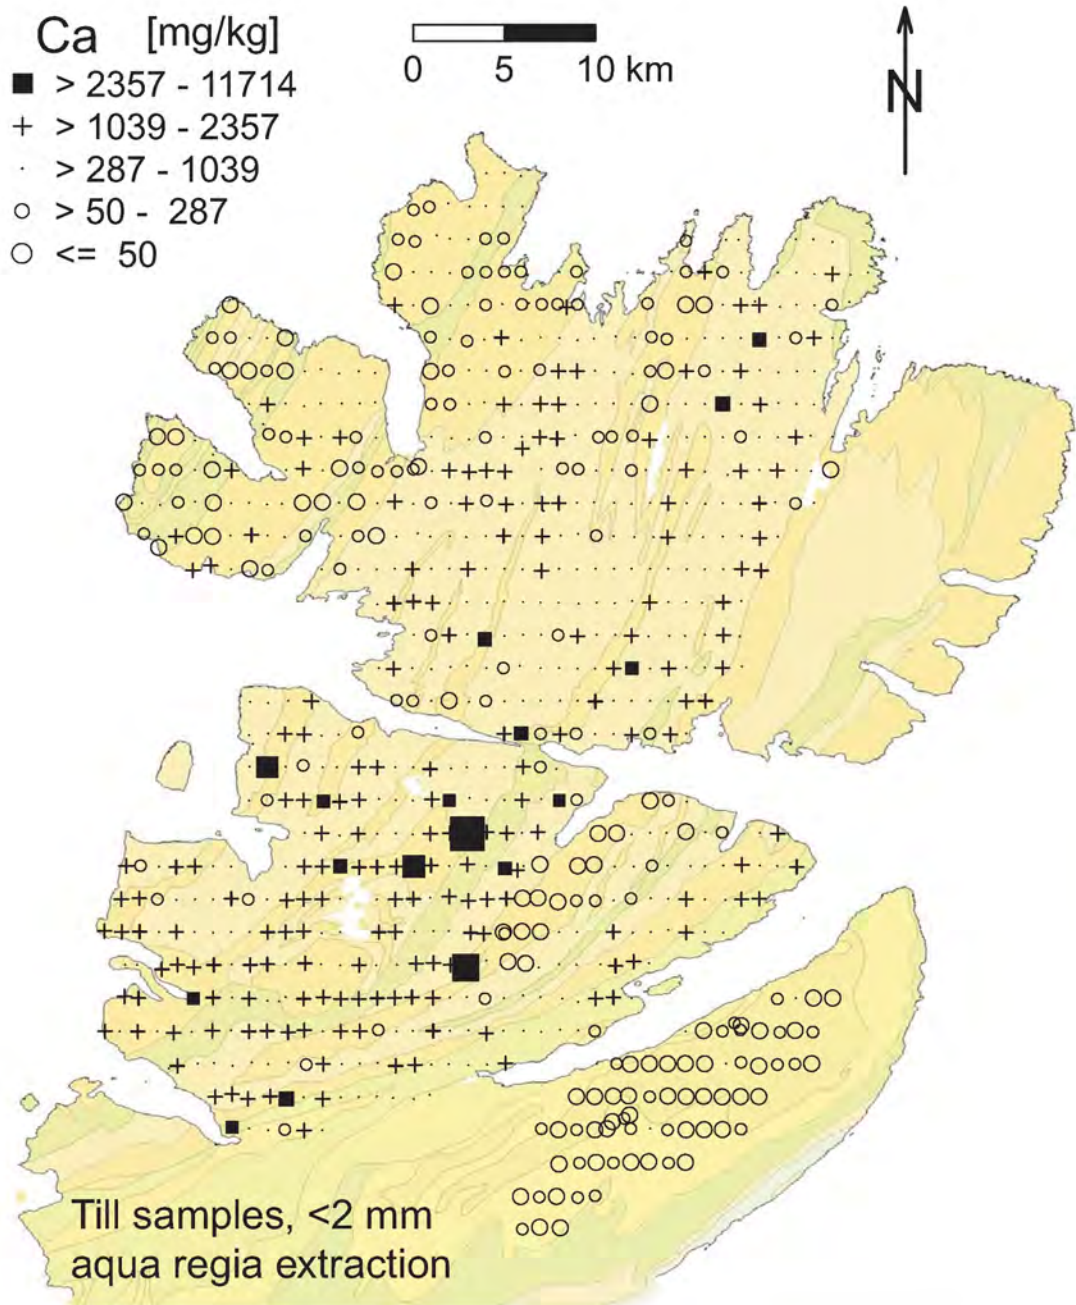 Ca [mg/kg]
> 2357 - 11714
> 1039 - 2357
> 287 - 1039
> 50 - 287
<= 50
0 5 10 km
N
Till samples, <2 mm
aqua regia extraction